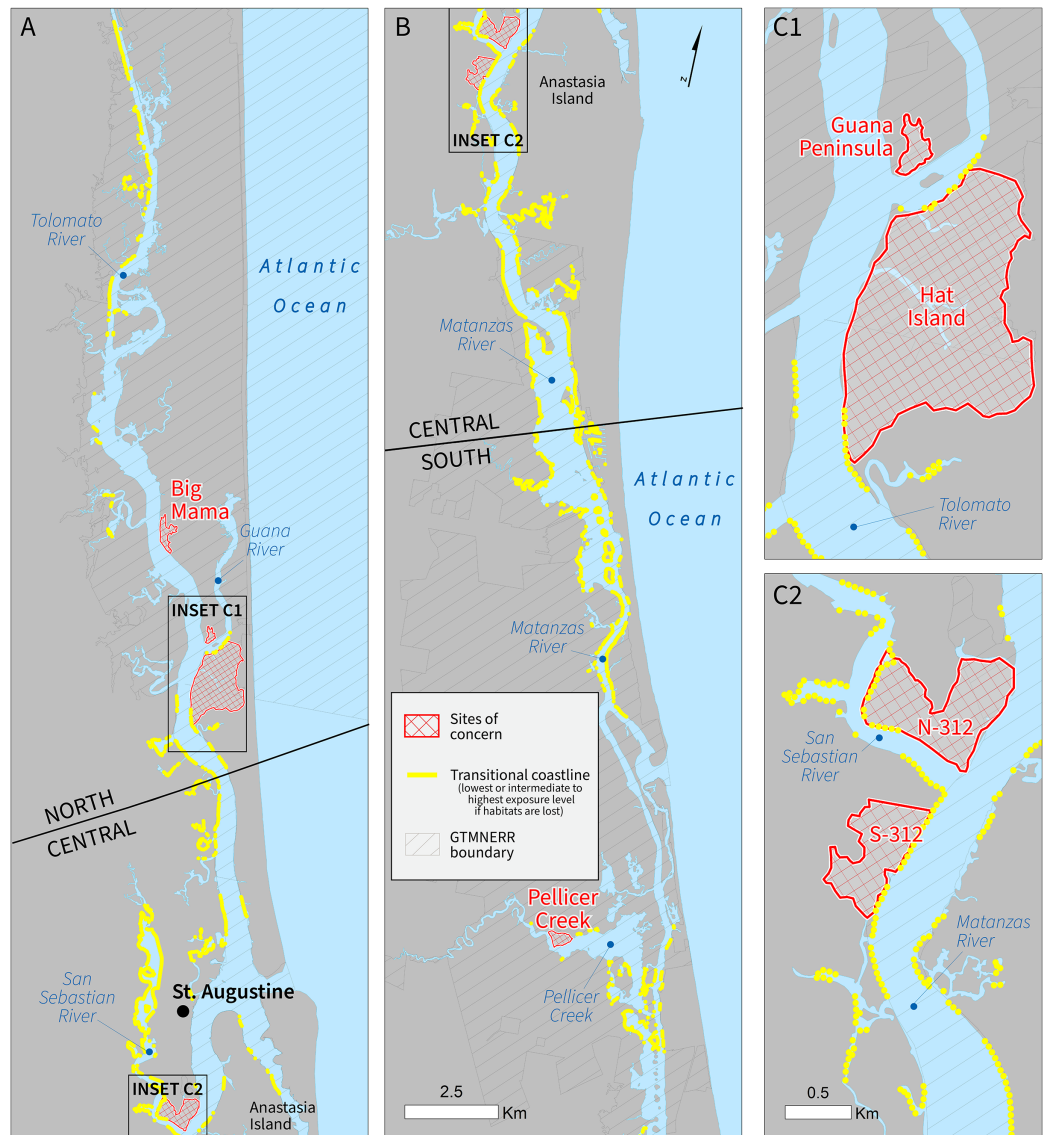 A
Tolomato
River
Atlantic
Ocean
Big
Mama
Guana
River
INSET C1
NORTH
CENTRAL
San
Sebastian
River
St. Augustine
INSET C2
Anastasia
Island
B
Anastasia
Island
INSET C2
z
Matanzas
River
CENTRAL
SOUTH
Atlantic
Ocean
Matanzas
River
Sites of
concern
Transitional coastline
(lowest or intermediate to
highest exposure level
if habitats are lost)
GTMNERR
boundary
Pellicer
Creek
Pellicer
Creek
2.5
Km
C1
Guana
Peninsula
Hat
Island
Tolomato
River
C2
N-312
San
Sebastian
River
S-312
Matanzas
River
0.5
Km